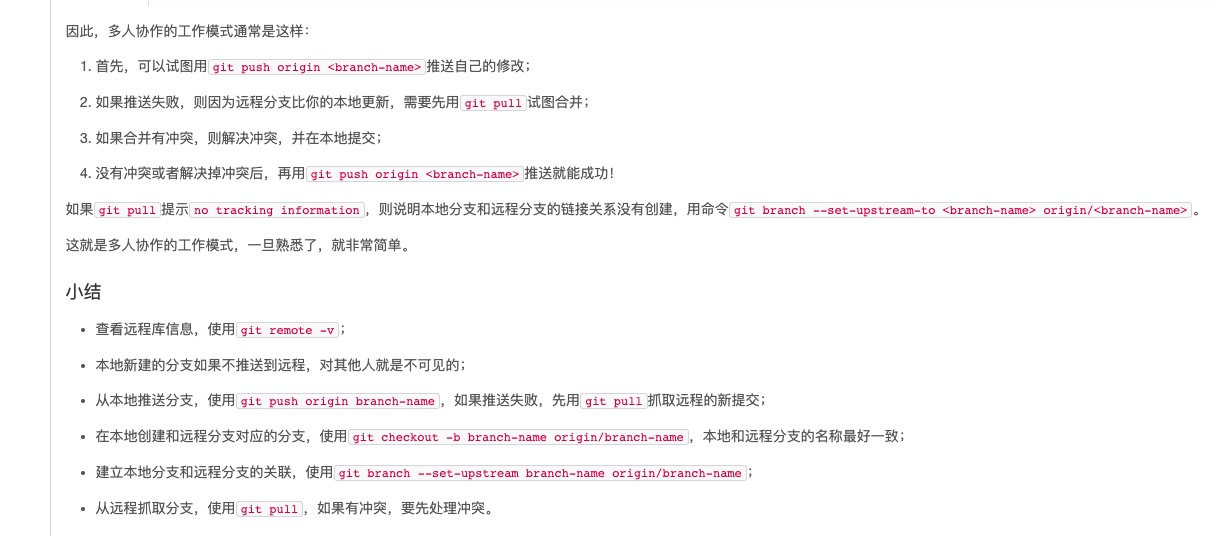 因此，多人协作的工作模式通常是这样：
1. 首先，可以试图用git push origin <branch-name>推送自己的修改；
2. 如果推送失败，则因为远程分支比你的本地更新，需要先用git pull试图合并；
3. 如果合并有冲突，则解决冲突，并在本地提交；
4. 没有冲突或者解决掉冲突后，再用git push origin <branch-name>推送就能成功！
如果git pull提示no tracking information，则说明本地分支和远程分支的链接关系没有创建，用命令git branch --set-upstream-to <branch-name> origin/<branch-name>。
这就是多人协作的工作模式，一旦熟悉了，就非常简单。
小结
• 查看远程库信息，使用git remote -v；
• 本地新建的分支如果不推送到远程，对其他人就是不可见的；
• 从本地推送分支，使用git push origin branch-name，如果推送失败，先用git pull抓取远程的新提交；
• 在本地创建和远程分支对应的分支，使用git checkout -b branch-name origin/branch-name，本地和远程分支的名称最好一致；
• 建立本地分支和远程分支的关联，使用git branch --set-upstream branch-name origin/branch-name；
• 从远程抓取分支，使用git pull，如果有冲突，要先处理冲突。